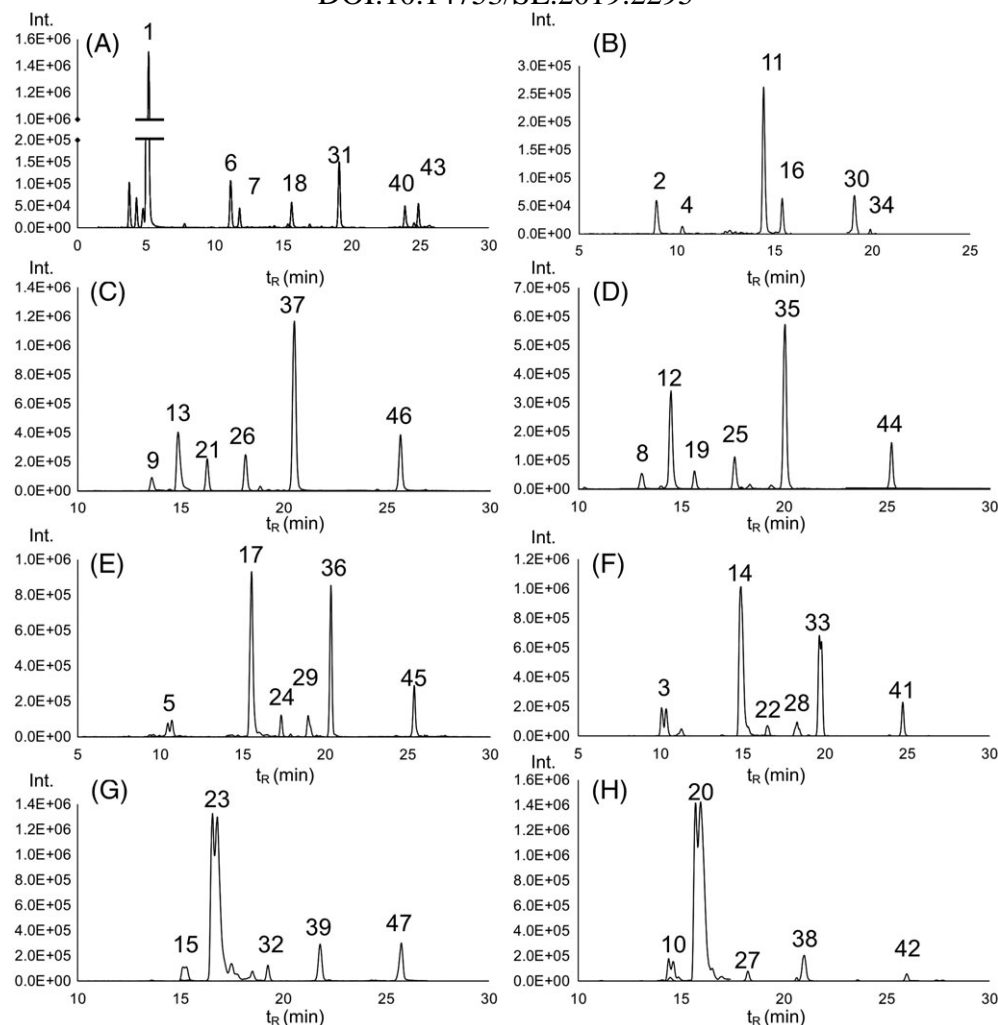 DOI:10.14753/SE.2019.2295
Int.
(A)
1.6E+06
1.4E+06
1.2E+06
1.0E+06
2.0E+05
1.5E+05
1.0E+05
5.0E+04
0.0E+00
1
6
7
18
31
40
43
0 5 10 15 20 25 30
tR (min)
Int.
(B)
3.0E+05
2.5E+05
2.0E+05
1.5E+05
1.0E+05
5.0E+04
0.0E+00
2
4
11
16
30
34
5 10 15 20 25
tR (min)
Int.
(C)
1.4E+06
1.2E+06
1.0E+06
8.0E+05
6.0E+05
4.0E+05
2.0E+05
0.0E+00
9
13
21
26
37
46
10 15 20 25 30
tR (min)
Int.
(D)
7.0E+05
6.0E+05
5.0E+05
4.0E+05
3.0E+05
2.0E+05
1.0E+05
0.0E+00
8
12
19
25
35
44
10 15 20 25 30
tR (min)
Int.
(E)
1.0E+06
8.0E+05
6.0E+05
4.0E+05
2.0E+05
0.0E+00
5
17
24
29
36
45
5 10 15 20 25 30
tR (min)
Int.
(F)
1.2E+06
1.0E+06
8.0E+05
6.0E+05
4.0E+05
2.0E+05
0.0E+00
3
14
22
28
33
41
5 10 15 20 25 30
tR (min)
Int.
(G)
1.4E+06
1.2E+06
1.0E+06
8.0E+05
6.0E+05
4.0E+05
2.0E+05
0.0E+00
15
23
32
39
47
10 15 20 25 30
tR (min)
Int.
(H)
1.6E+06
1.4E+06
1.2E+06
1.0E+06
8.0E+05
6.0E+05
4.0E+05
2.0E+05
0.0E+00
10
20
27
38
42
10 15 20 25 30
tR (min)